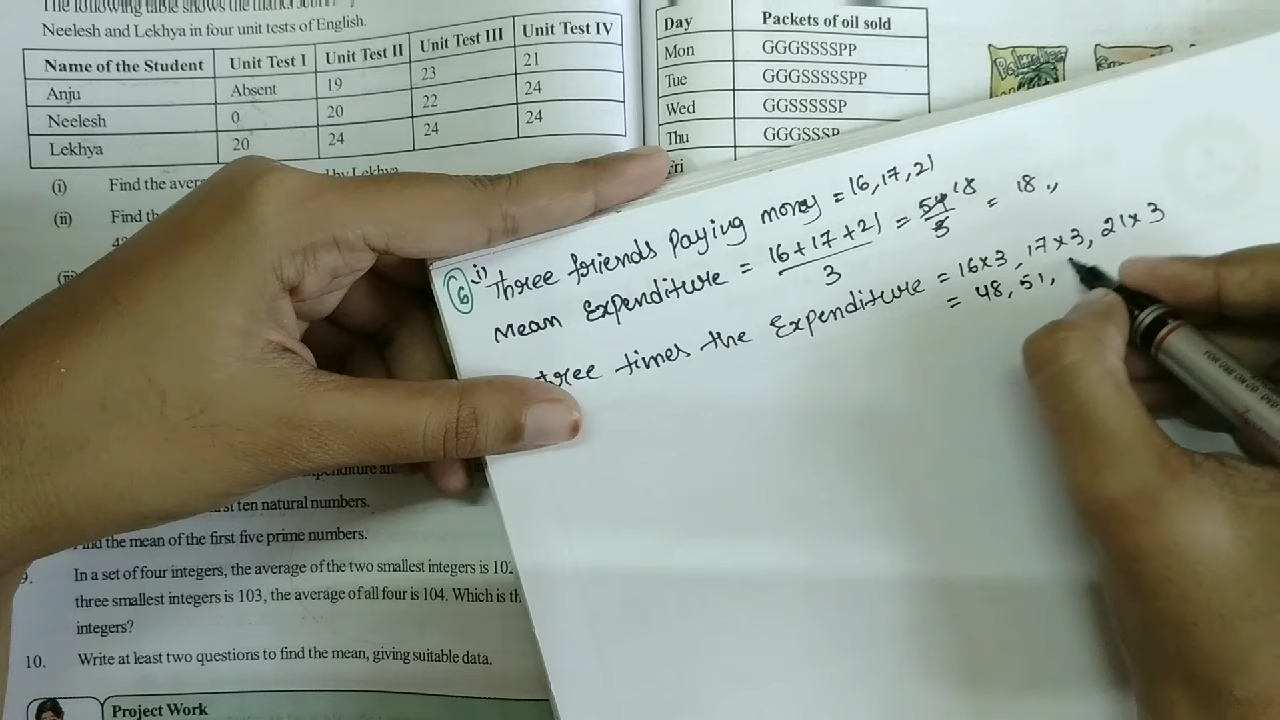 The following table shows the marks
Neelesh and Lekhya in four unit tests of English.
Name of the Student Unit Test I Unit Test II Unit Test III Unit Test IV
Anju Absent 19 23 21
Neelesh 0 20 22 24
Lekhya 20 24 24 24
(i) Find the aver
(ii) Find th
Day Packets of oil sold
Mon GGGSSSSPP
Tue GGGSSSSSPP
Wed GGSSSSSP
Thu GGGSSSP
Fri
6 i) Three friends Paying money = 16, 17, 21
Mean Expenditure = 16+17+21 / 3 = 54 / 3 18 = 18
tree times the Expenditure = 16×3, 17×3, 21×3
= 48, 51,
st ten natural numbers.
Find the mean of the first five prime numbers.
9. In a set of four integers, the average of the two smallest integers is 102
three smallest integers is 103, the average of all four is 104. Which is th
integers?
10. Write at least two questions to find the mean, giving suitable data.
Project Work